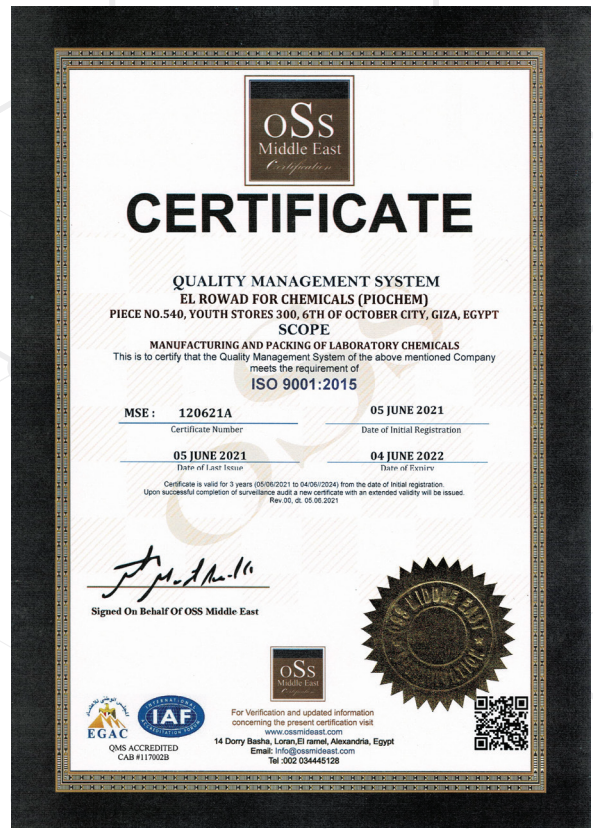 OSS
Middle East
Certification
CERTIFICATE
QUALITY MANAGEMENT SYSTEM
EL ROWAD FOR CHEMICALS (PIOCHEM)
PIECE NO.540, YOUTH STORES 300, 6TH OF OCTOBER CITY, GIZA, EGYPT
SCOPE
MANUFACTURING AND PACKING OF LABORATORY CHEMICALS
This is to certify that the Quality Management System of the above mentioned Company
meets the requirement of
ISO 9001:2015
MSE : 120621A
Certificate Number
05 JUNE 2021
Date of Initial Registration
05 JUNE 2021
Date of Last Issue
04 JUNE 2022
Date of Expiry
Certificate is valid for 3 years (05/06/2021 to 04/06//2024) from the date of Initial registration.
Upon successful completion of surveillance audit a new certificate with an extended validity will be issued.
Rev.00, dt. 05.06.2021
Signed On Behalf Of OSS Middle East
OSS MIDDLE EAST
OSS
Middle East
EGAC
INTERNATIONAL
IAF
ACCREDITATION FORUM
QMS ACCREDITED
CAB #117002B
For Verification and updated information
concerning the present certification visit
www.ossmideast.com
14 Dorry Basha, Loran,El ramel, Alexandria, Egypt
Email: Info@ossmideast.com
Tel :002 034445128